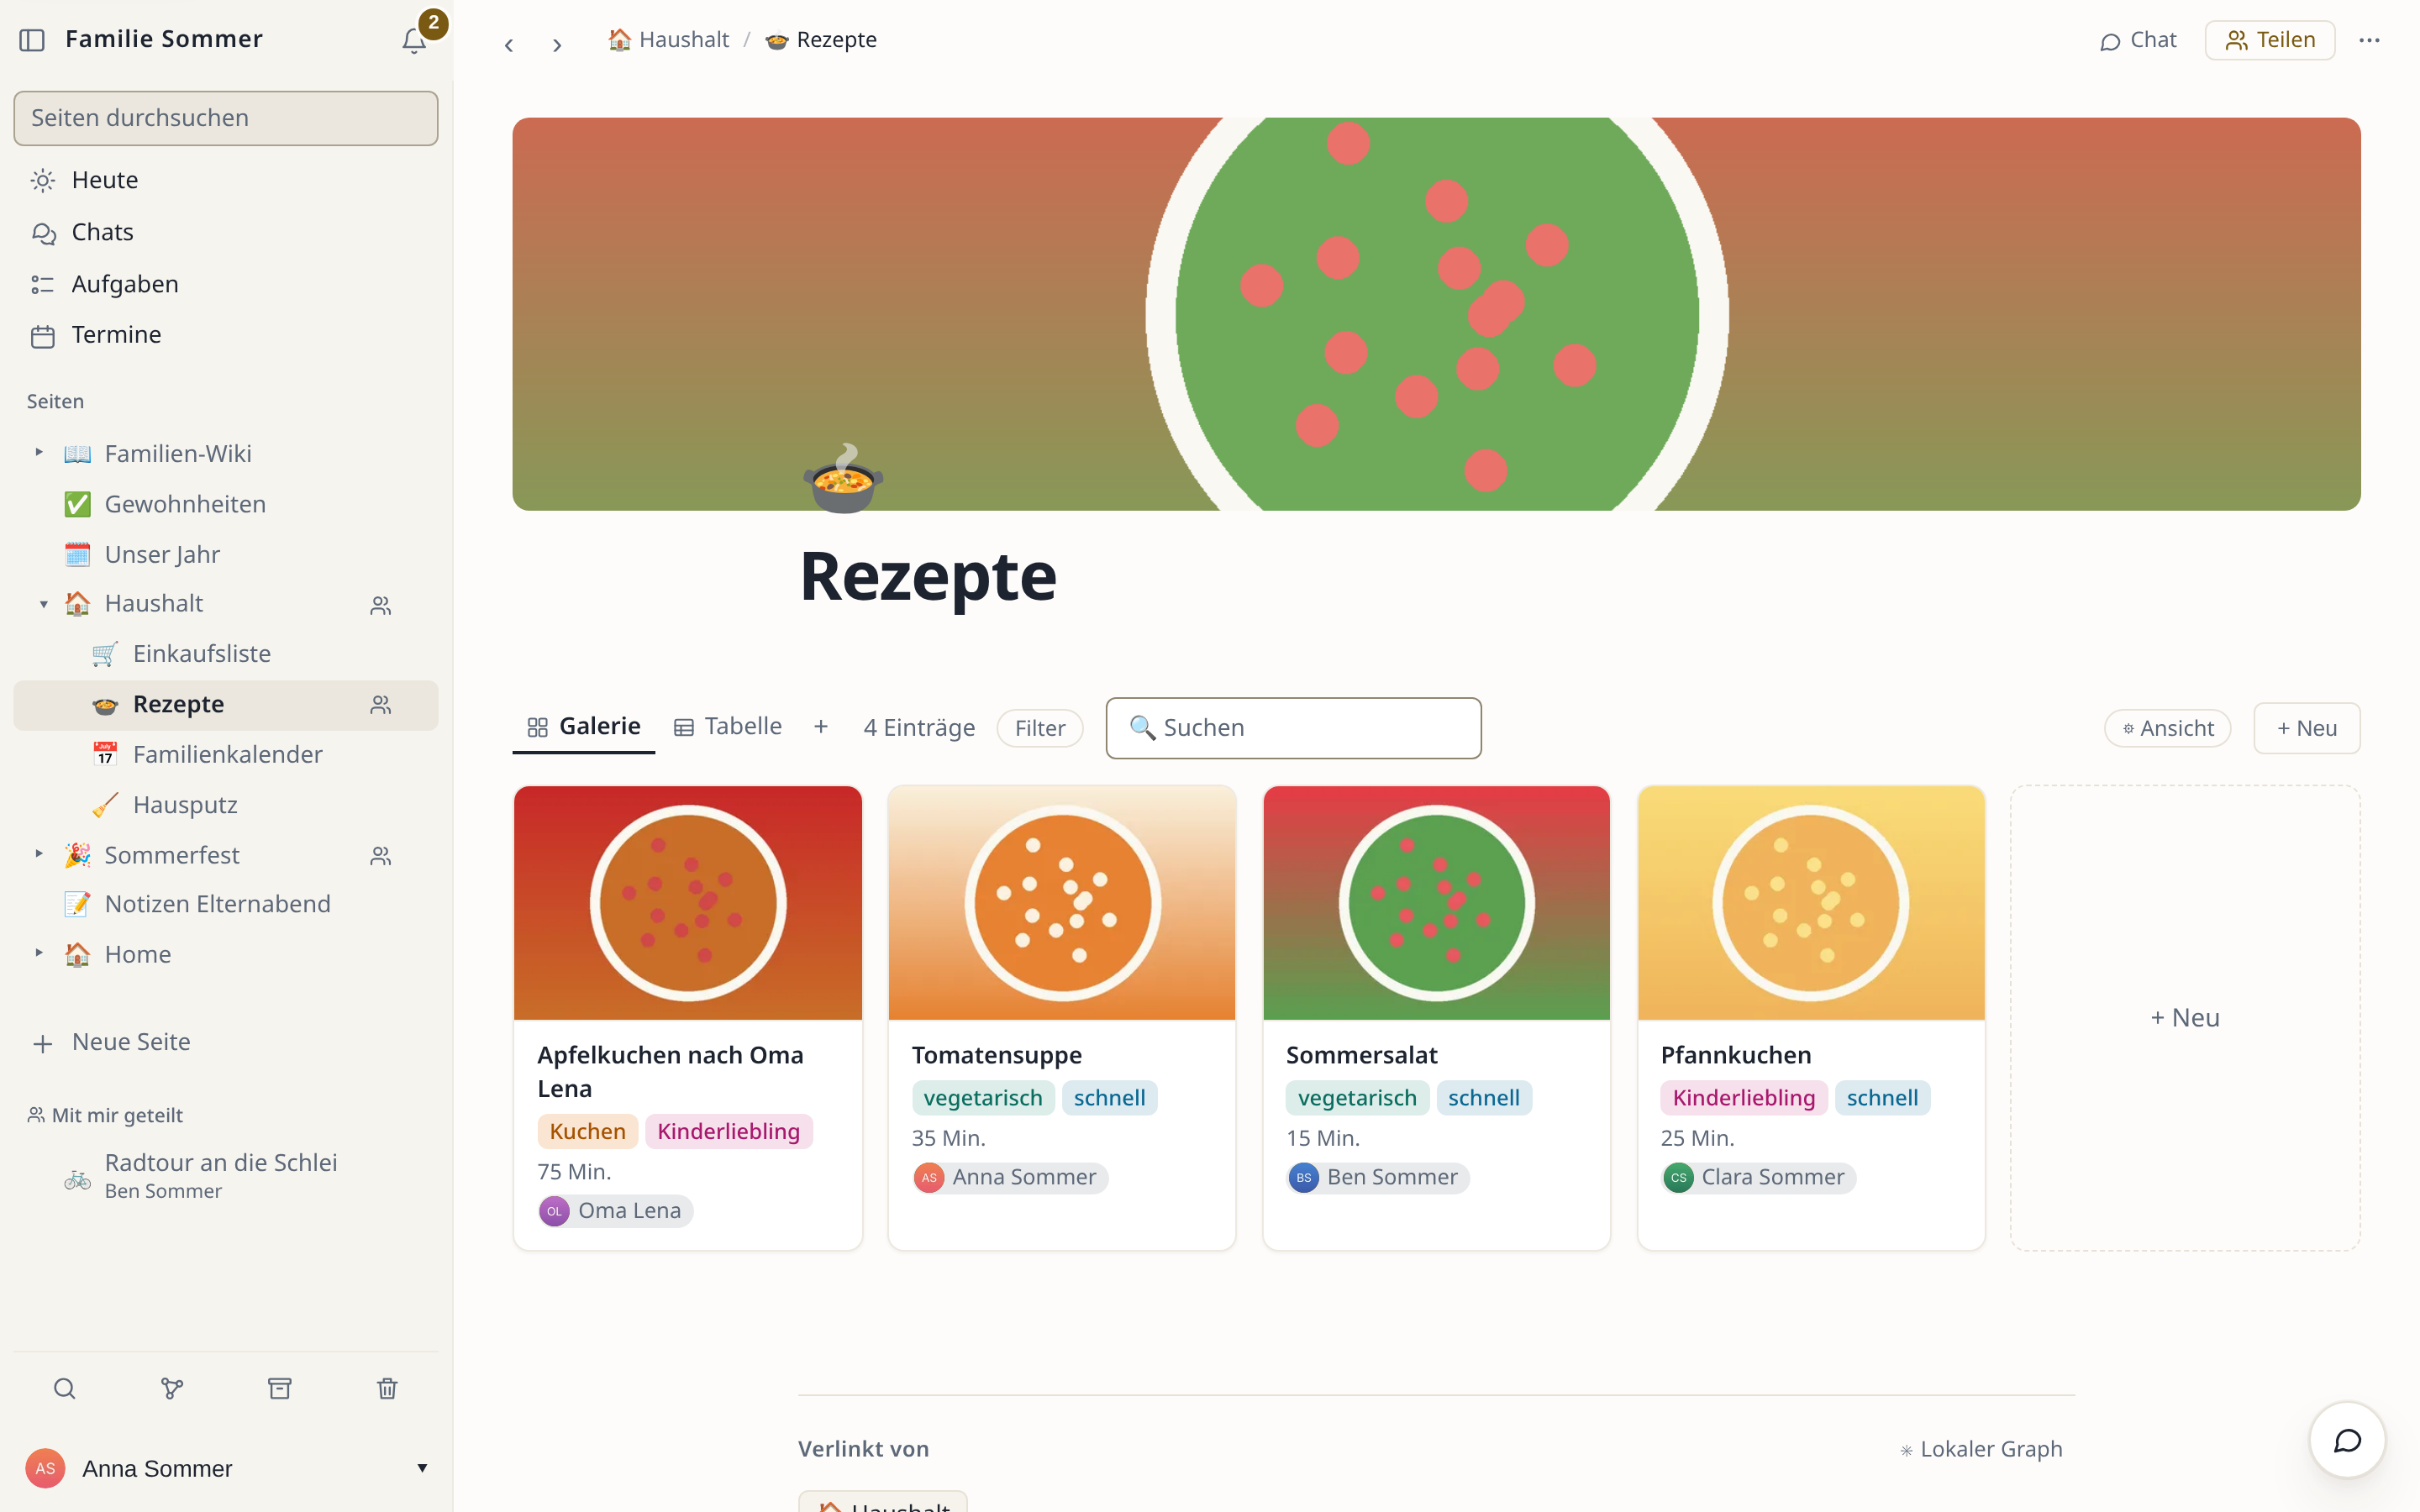 Familie Sommer
2
Seiten durchsuchen
Heute
Chats
Aufgaben
Termine
Seiten
Familien-Wiki
Gewohnheiten
Unser Jahr
Haushalt
Einkaufsliste
Rezepte
Familienkalender
Hausputz
Sommerfest
Notizen Elternabend
Home
Neue Seite
Mit mir geteilt
Radtour an die Schlei
Ben Sommer
AS Anna Sommer
Haushalt / Rezepte
Chat
Teilen
Rezepte
Galerie
Tabelle
+
4 Einträge
Filter
Suchen
Ansicht
+ Neu
Apfelkuchen nach Oma
Lena
Kuchen Kinderliebling
75 Min.
OL Oma Lena
Tomatensuppe
vegetarisch schnell
35 Min.
AS Anna Sommer
Sommersalat
vegetarisch schnell
15 Min.
BS Ben Sommer
Pfannkuchen
Kinderliebling schnell
25 Min.
CS Clara Sommer
+ Neu
Verlinkt von
Lokaler Graph
Haushalt